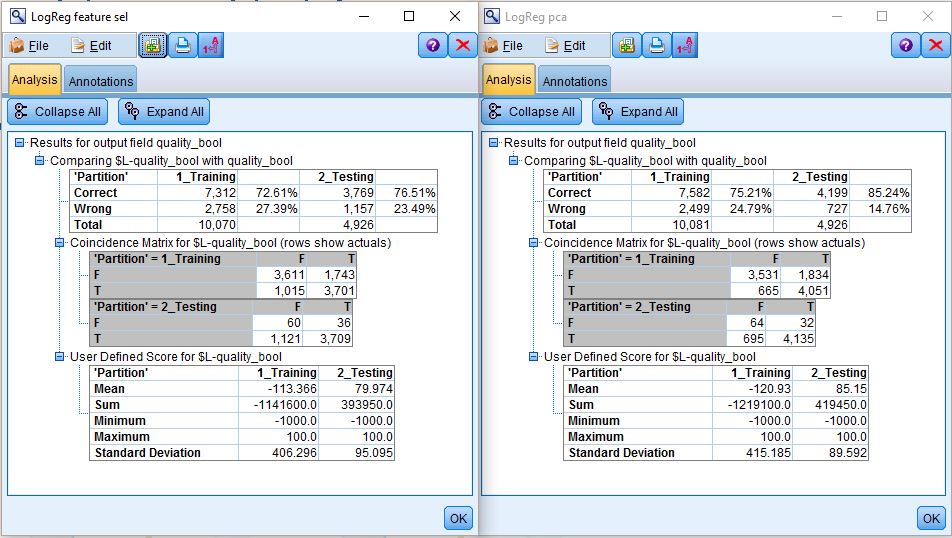 LogReg feature sel
File Edit
Analysis Annotations
Collapse All Expand All
Results for output field quality_bool
Comparing $L-quality_bool with quality_bool
'Partition' 1_Training 2_Testing
Correct 7,312 72.61% 3,769 76.51%
Wrong 2,758 27.39% 1,157 23.49%
Total 10,070 4,926
Coincidence Matrix for $L-quality_bool (rows show actuals)
'Partition' = 1_Training F T
F 3,611 1,743
T 1,015 3,701
'Partition' = 2_Testing F T
F 60 36
T 1,121 3,709
User Defined Score for $L-quality_bool
'Partition' 1_Training 2_Testing
Mean -113.366 79.974
Sum -1141600.0 393950.0
Minimum -1000.0 -1000.0
Maximum 100.0 100.0
Standard Deviation 406.296 95.095
OK
LogReg pca
File Edit
Analysis Annotations
Collapse All Expand All
Results for output field quality_bool
Comparing $L-quality_bool with quality_bool
'Partition' 1_Training 2_Testing
Correct 7,582 75.21% 4,199 85.24%
Wrong 2,499 24.79% 727 14.76%
Total 10,081 4,926
Coincidence Matrix for $L-quality_bool (rows show actuals)
'Partition' = 1_Training F T
F 3,531 1,834
T 665 4,051
'Partition' = 2_Testing F T
F 64 32
T 695 4,135
User Defined Score for $L-quality_bool
'Partition' 1_Training 2_Testing
Mean -120.93 85.15
Sum -1219100.0 419450.0
Minimum -1000.0 -1000.0
Maximum 100.0 100.0
Standard Deviation 415.185 89.592
OK